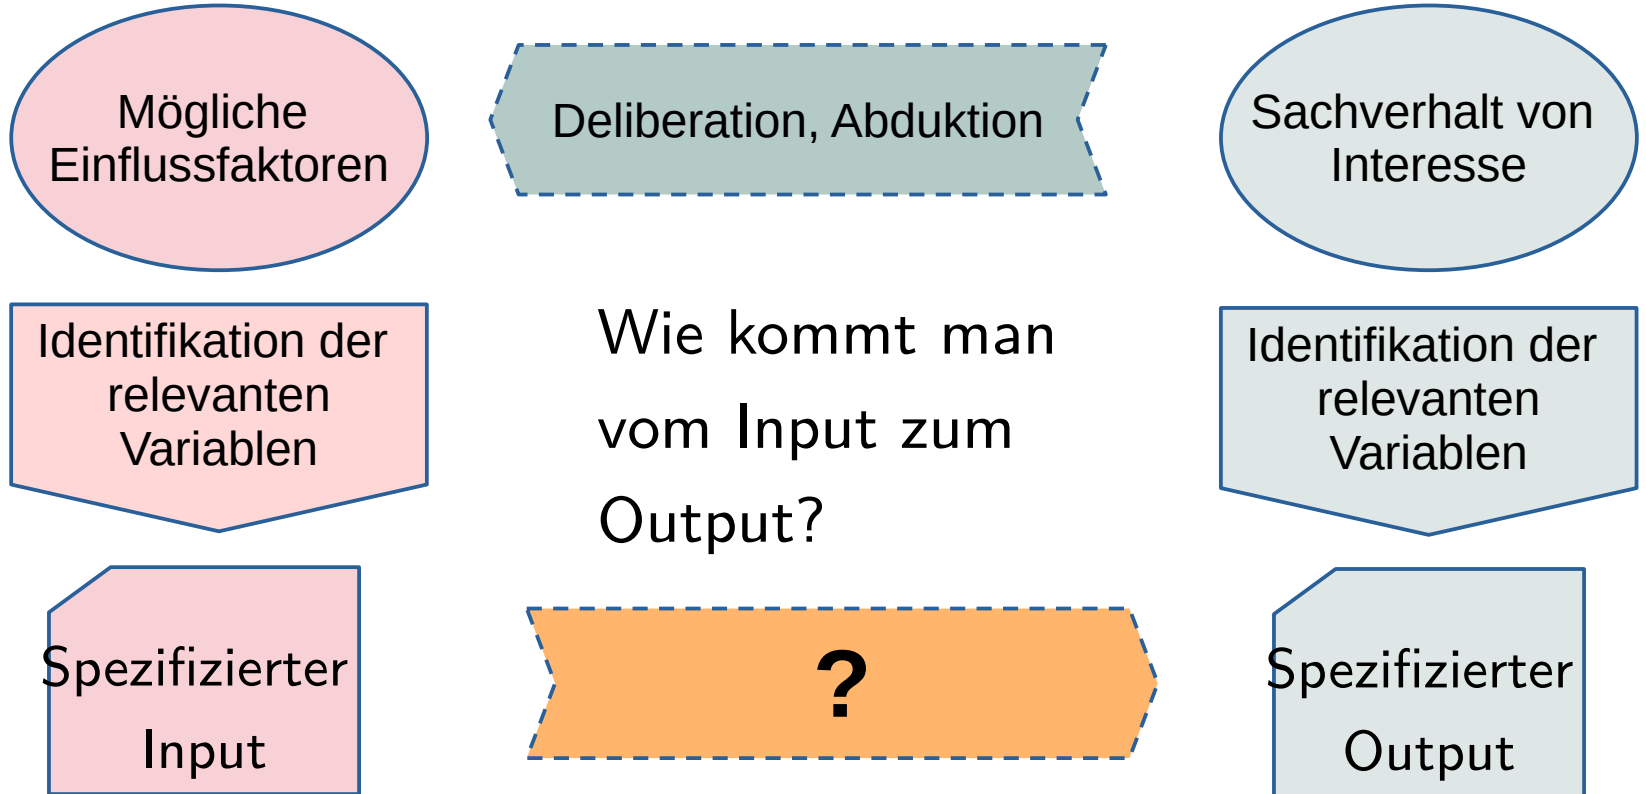 Mögliche
Einflussfaktoren
Deliberation, Abduktion
Sachverhalt von
Interesse
Identifikation der
relevanten
Variablen
Wie kommt man
vom Input zum
Output?
Identifikation der
relevanten
Variablen
Spezifizierter
Input
?
Spezifizierter
Output